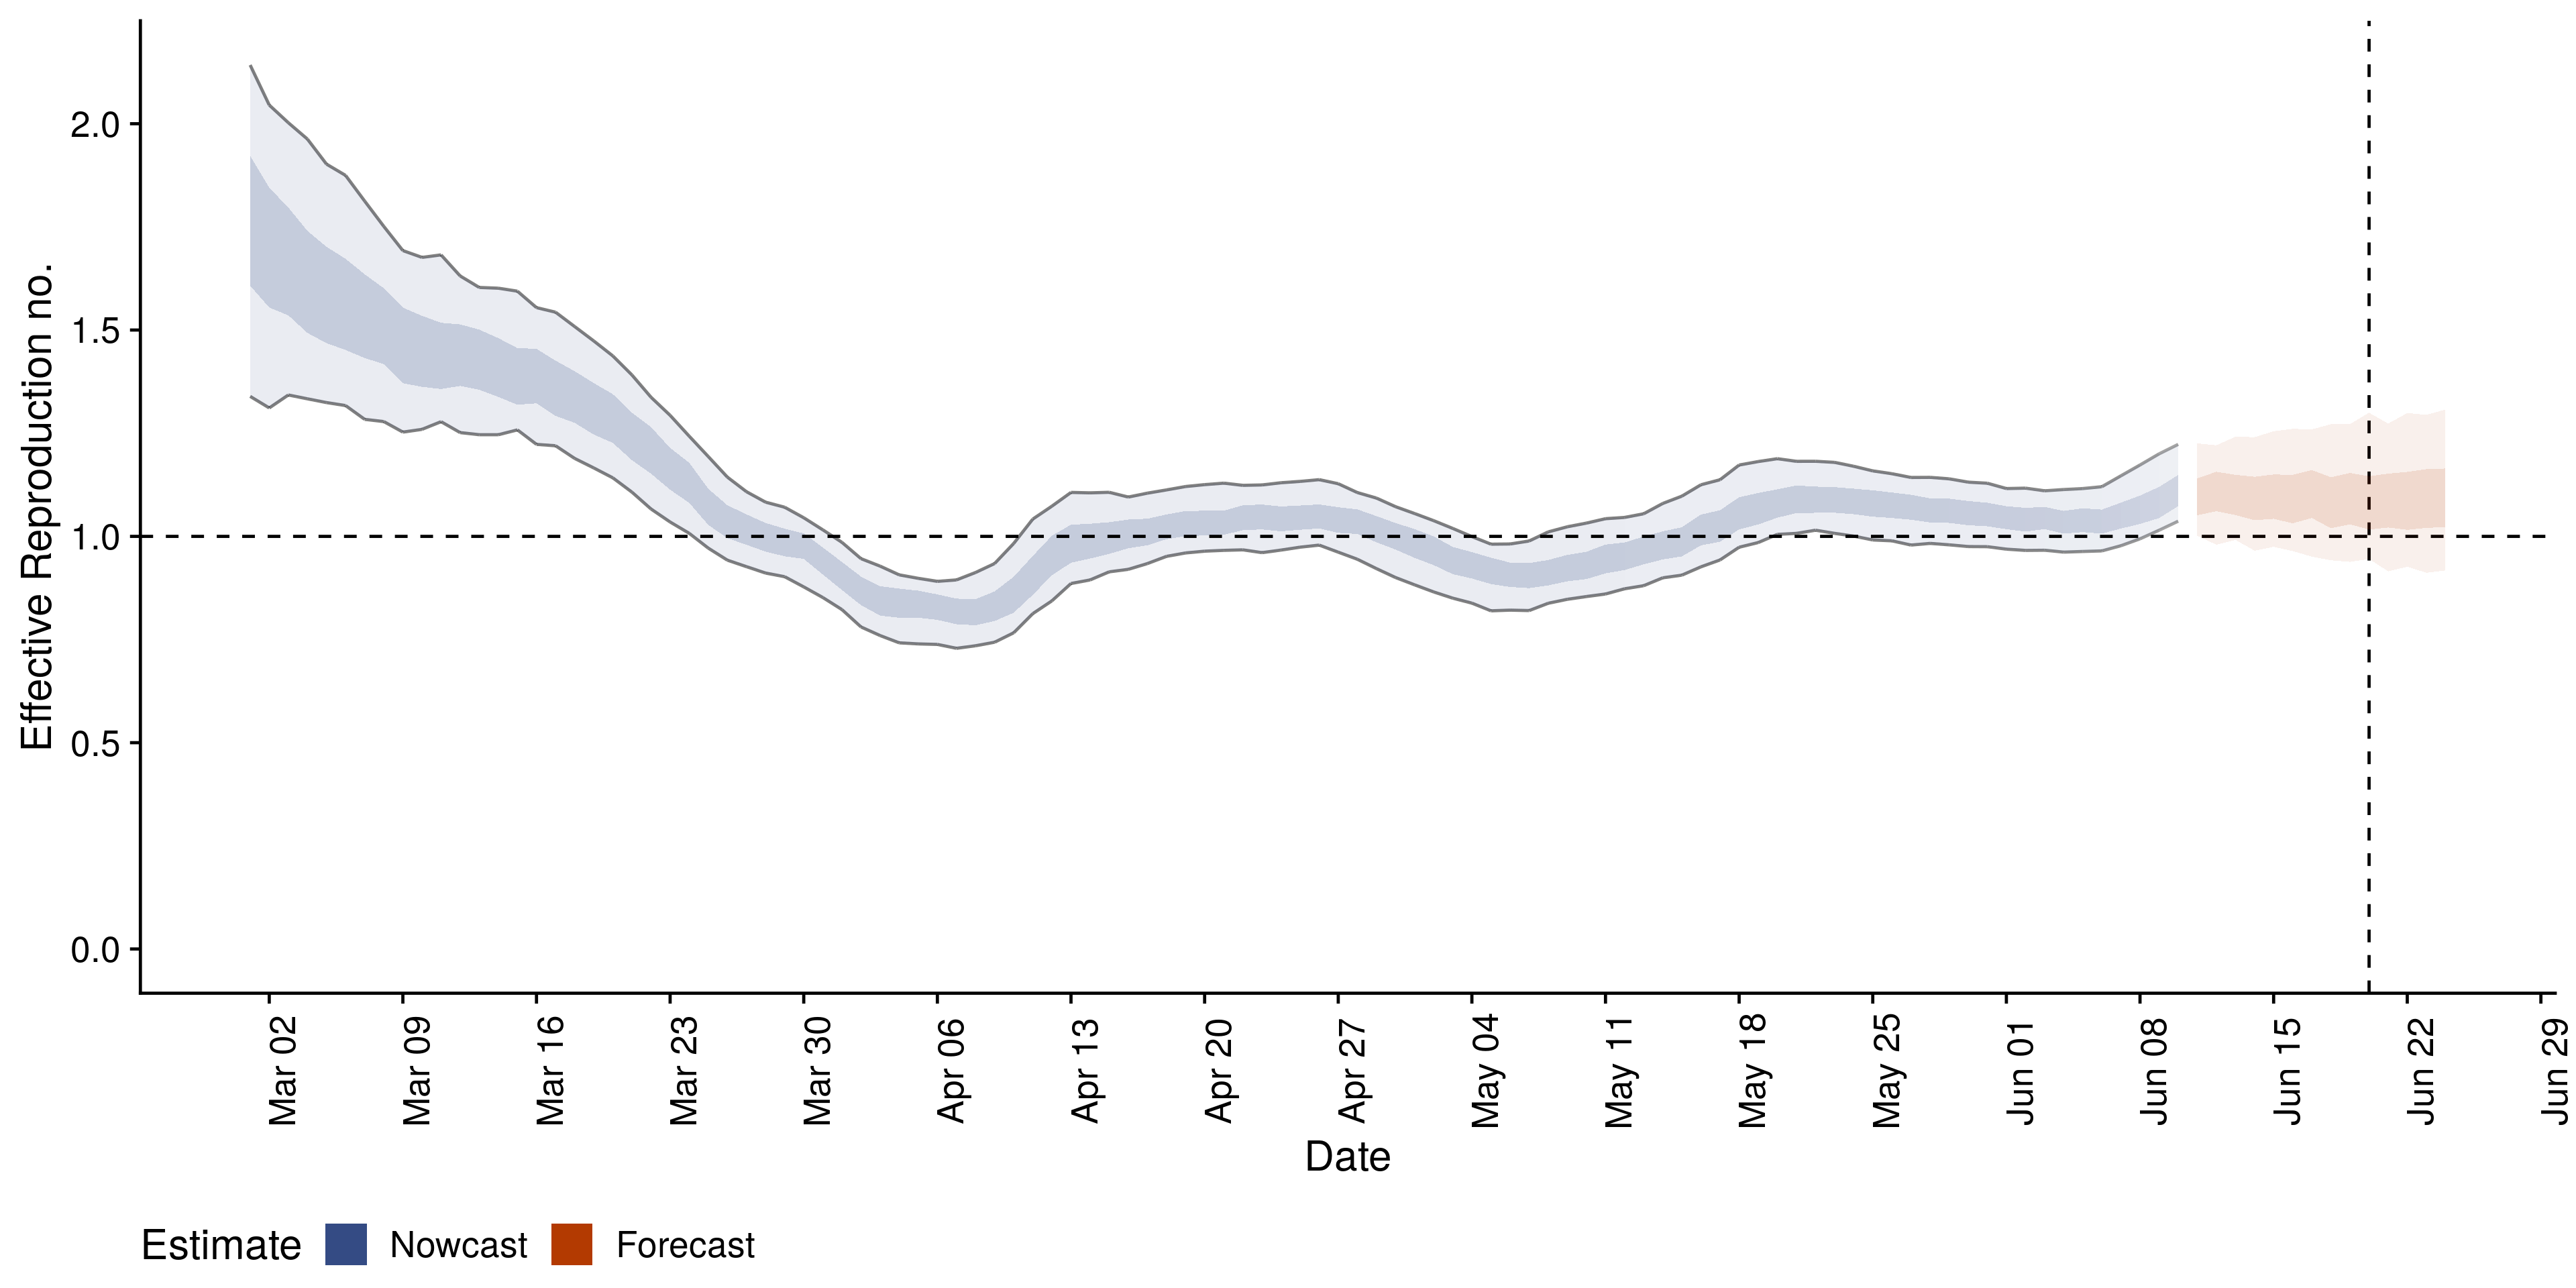 Effective Reproduction no.
2.0
1.5
1.0
0.5
0.0
Mar 02
Mar 09
Mar 16
Mar 23
Mar 30
Apr 06
Apr 13
Apr 20
Apr 27
May 04
May 11
May 18
May 25
Jun 01
Jun 08
Jun 15
Jun 22
Jun 29
Date
Estimate Nowcast Forecast